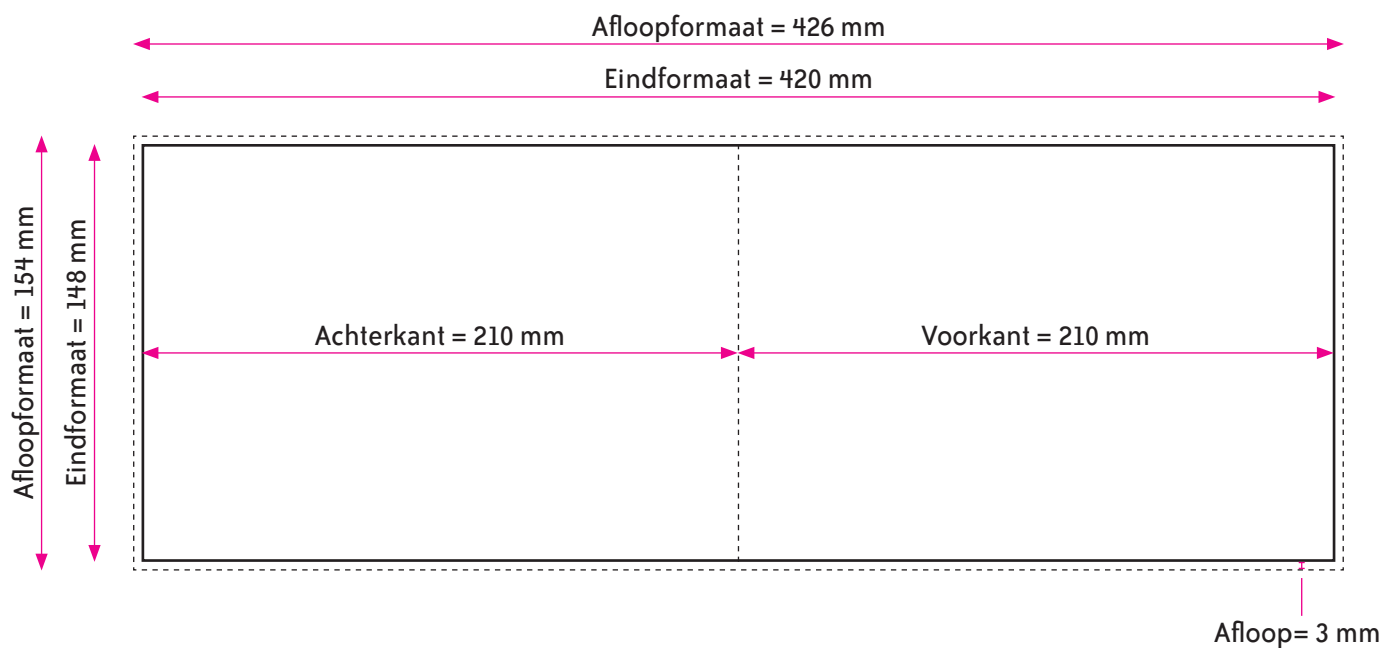 Afloopformaat = 426 mm
Eindformaat = 420 mm
Afloopformaat = 154 mm
Eindformaat = 148 mm
Achterkant = 210 mm
Voorkant = 210 mm
Afloop= 3 mm